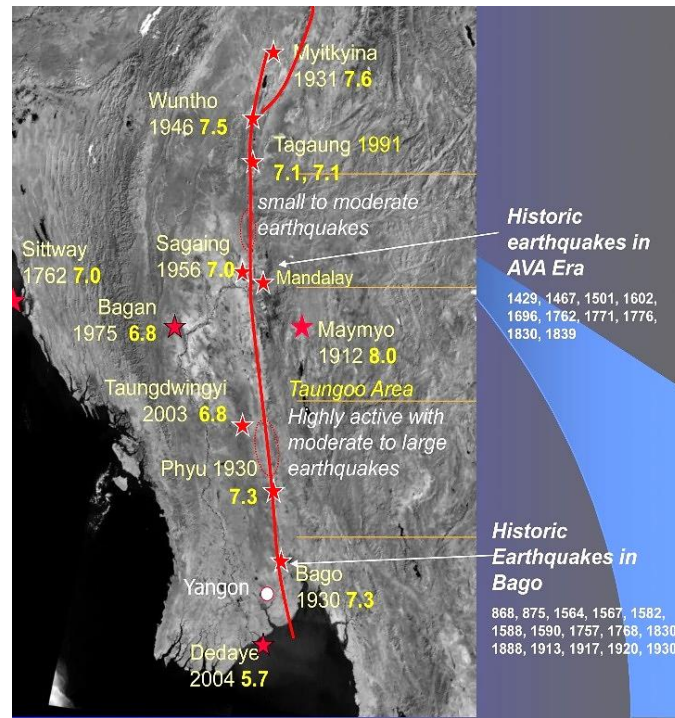 Myitkyina
1931 7.6
Wuntho
1946 7.5
Tagaung 1991
7.1, 7.1
small to moderate
earthquakes
Sittway
1762 7.0
Sagaing
1956 7.0
Mandalay
Bagan
1975 6.8
Maymyo
1912 8.0
Taungdwingyi
2003 6.8
Taungoo Area
Highly active with
moderate to large
earthquakes
Phyu 1930
7.3
Yangon
Bago
1930 7.3
Dedaye
2004 5.7
Historic
earthquakes in
AVA Era
1429, 1467, 1501, 1602,
1696, 1762, 1771, 1776,
1830, 1839
Historic
Earthquakes in
Bago
868, 875, 1564, 1567, 1582,
1588, 1590, 1757, 1768, 1830
1888, 1913, 1917, 1920, 1930